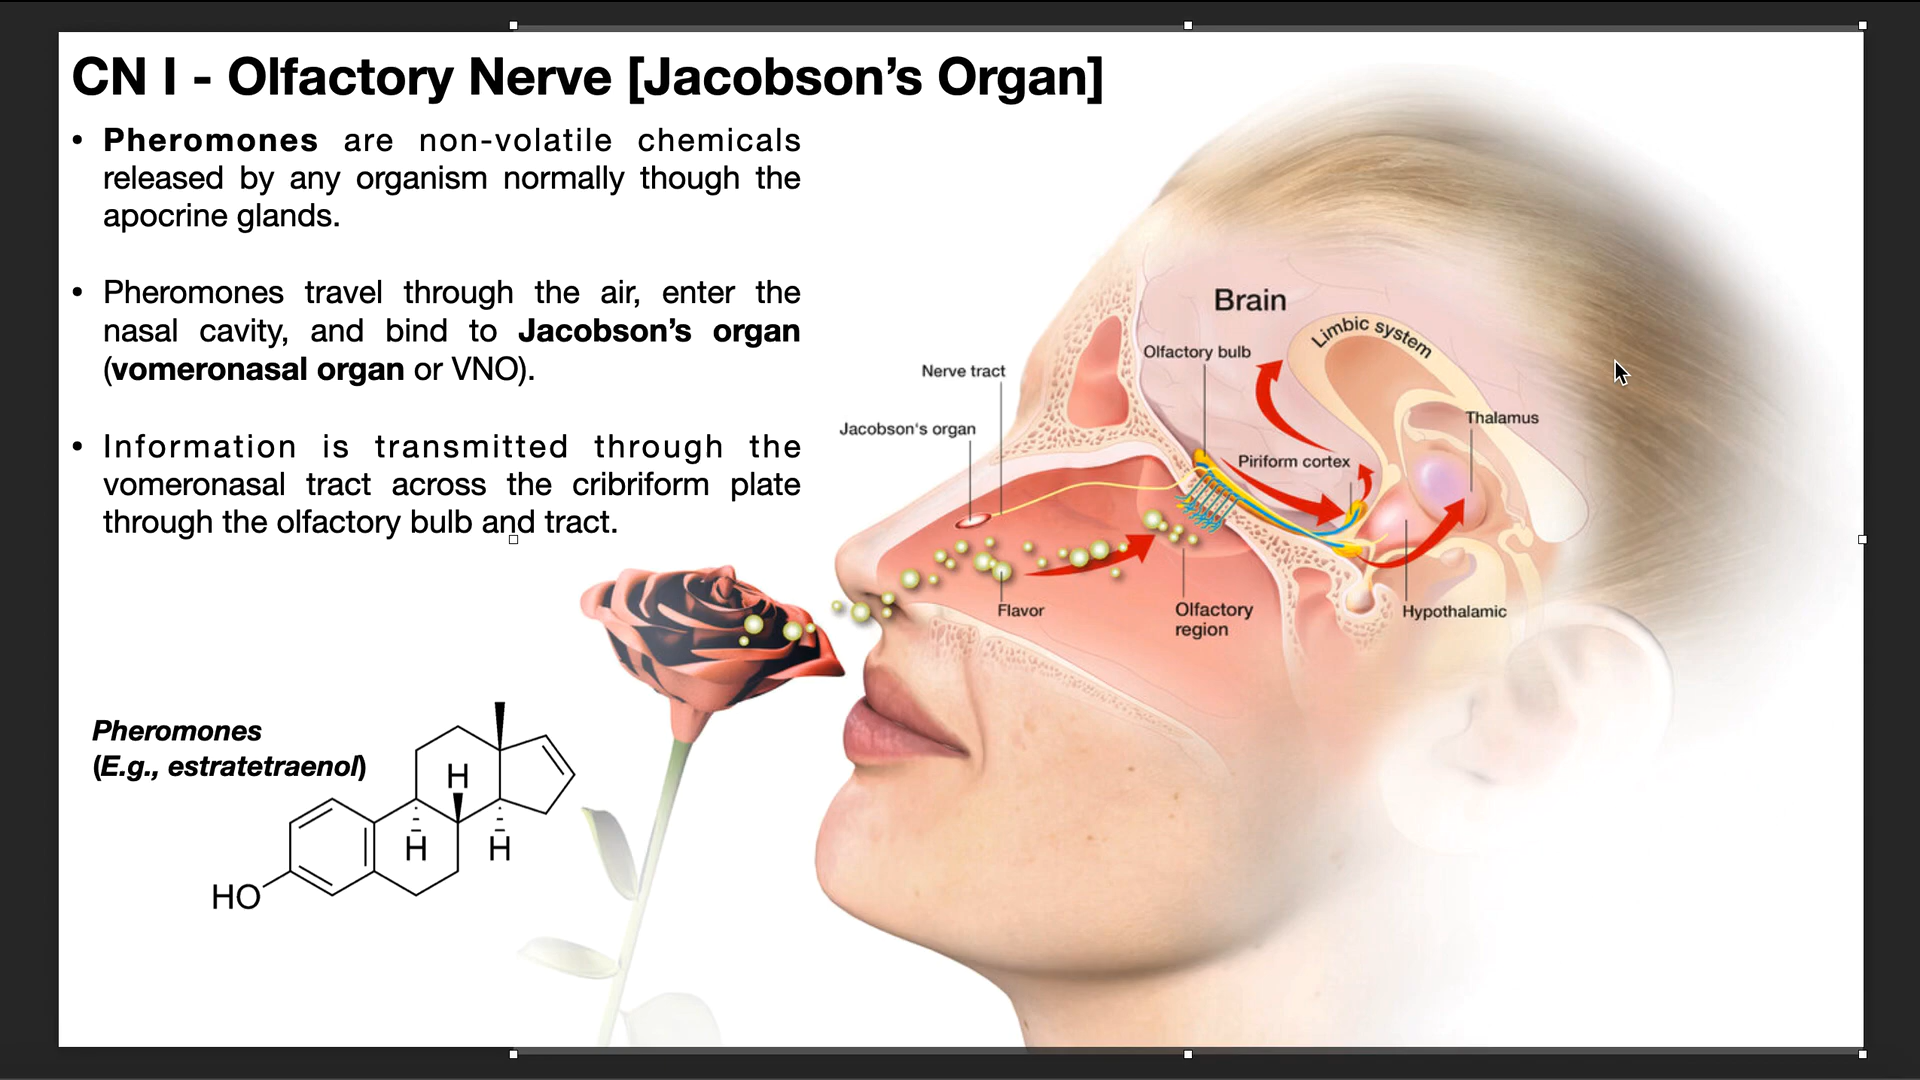 CN I - Olfactory Nerve [Jacobson’s Organ]
• Pheromones are non-volatile chemicals
released by any organism normally though the
apocrine glands.
• Pheromones travel through the air, enter the
nasal cavity, and bind to Jacobson’s organ
(vomeronasal organ or VNO).
• Information is transmitted through the
vomeronasal tract across the cribriform plate
through the olfactory bulb and tract.
Brain
Limbic system
Olfactory bulb
Nerve tract
Thalamus
Jacobson‘s organ
Piriform cortex
Flavor
Olfactory
region
Hypothalamic
Pheromones
(E.g., estratetraenol)
H
H
H
HO